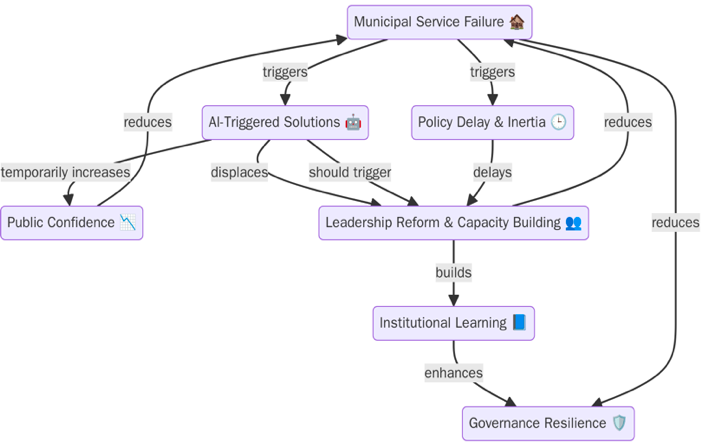 Municipal Service Failure 🏚️
triggers
triggers
reduces
AI-Triggered Solutions 🤖
Policy Delay & Inertia 🕒
reduces
temporarily increases
displaces
should trigger
delays
Public Confidence 📉
Leadership Reform & Capacity Building 👥
reduces
builds
Institutional Learning 📘
enhances
Governance Resilience 🛡️